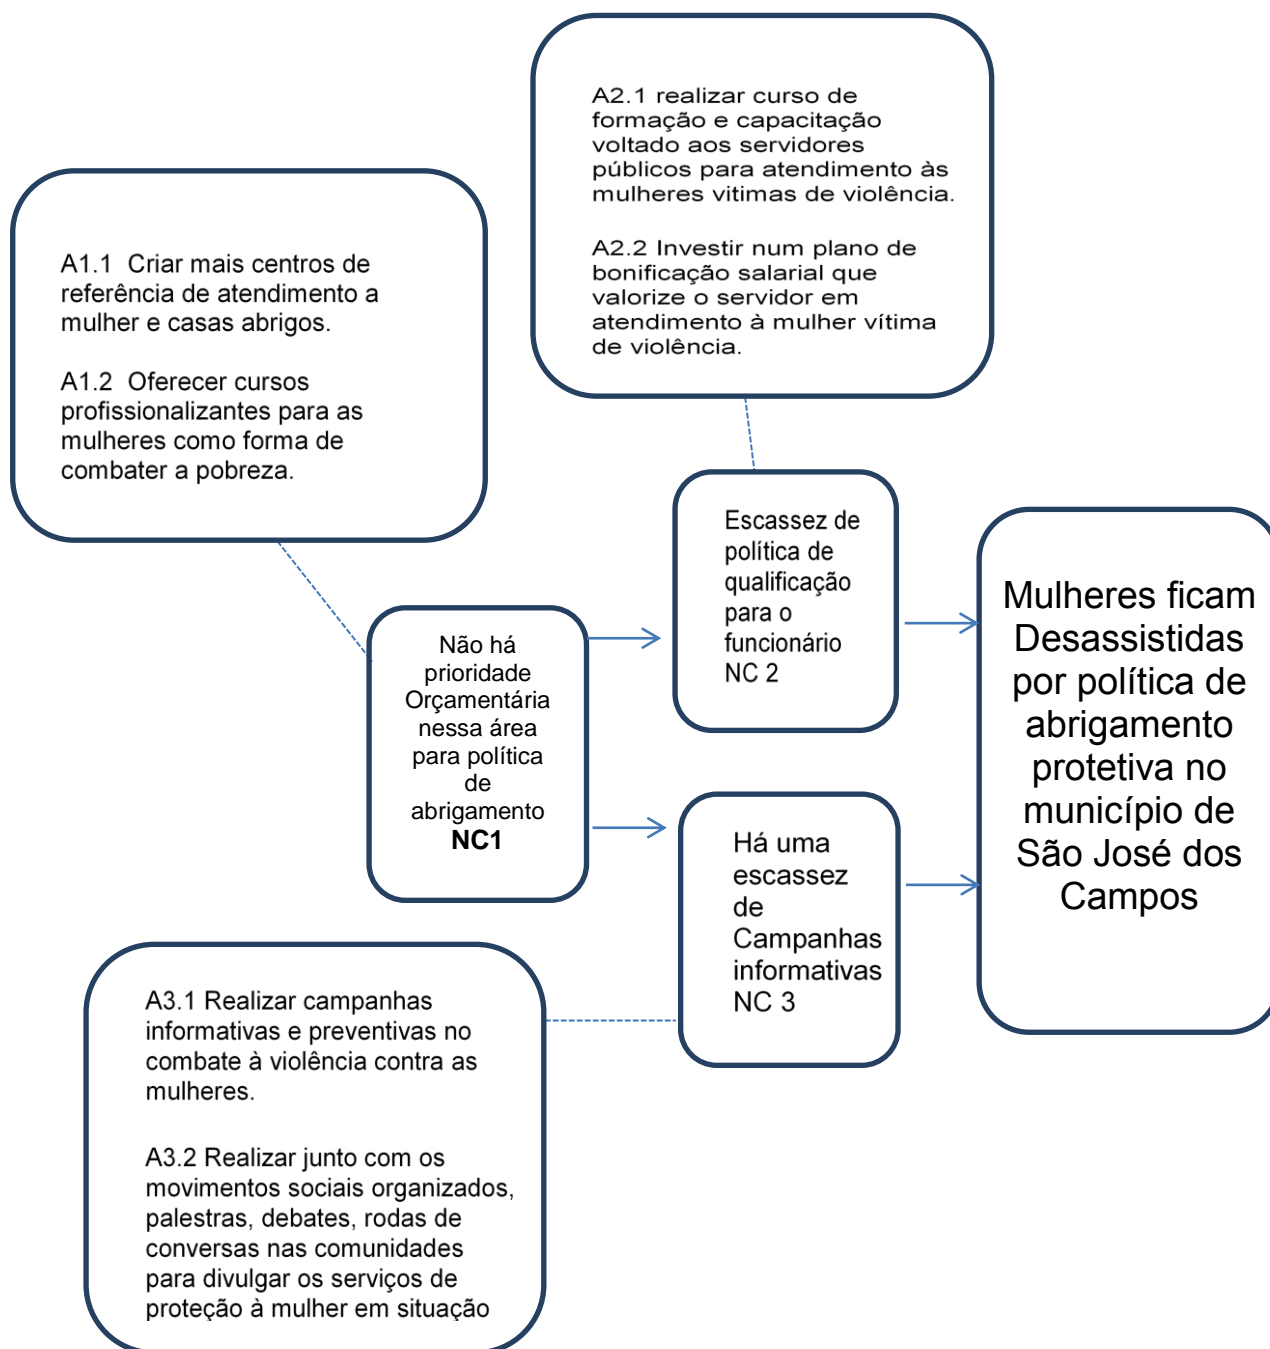 A2.1 realizar curso de
formação e capacitação
voltado aos servidores
públicos para atendimento às
mulheres vitimas de violência.
A2.2 Investir num plano de
bonificação salarial que
valorize o servidor em
atendimento à mulher vítima
de violência.
A1.1 Criar mais centros de
referência de atendimento a
mulher e casas abrigos.
A1.2 Oferecer cursos
profissionalizantes para as
mulheres como forma de
combater a pobreza.
Não há
prioridade
Orçamentária
nessa área
para política
de
abrigamento
NC1
Escassez de
política de
qualificação
para o
funcionário
NC 2
Há uma
escassez
de
Campanhas
informativas
NC 3
Mulheres ficam
Desassistidas
por política de
abrigamento
protetiva no
município de
São José dos
Campos
A3.1 Realizar campanhas
informativas e preventivas no
combate à violência contra as
mulheres.
A3.2 Realizar junto com os
movimentos sociais organizados,
palestras, debates, rodas de
conversas nas comunidades
para divulgar os serviços de
proteção à mulher em situação